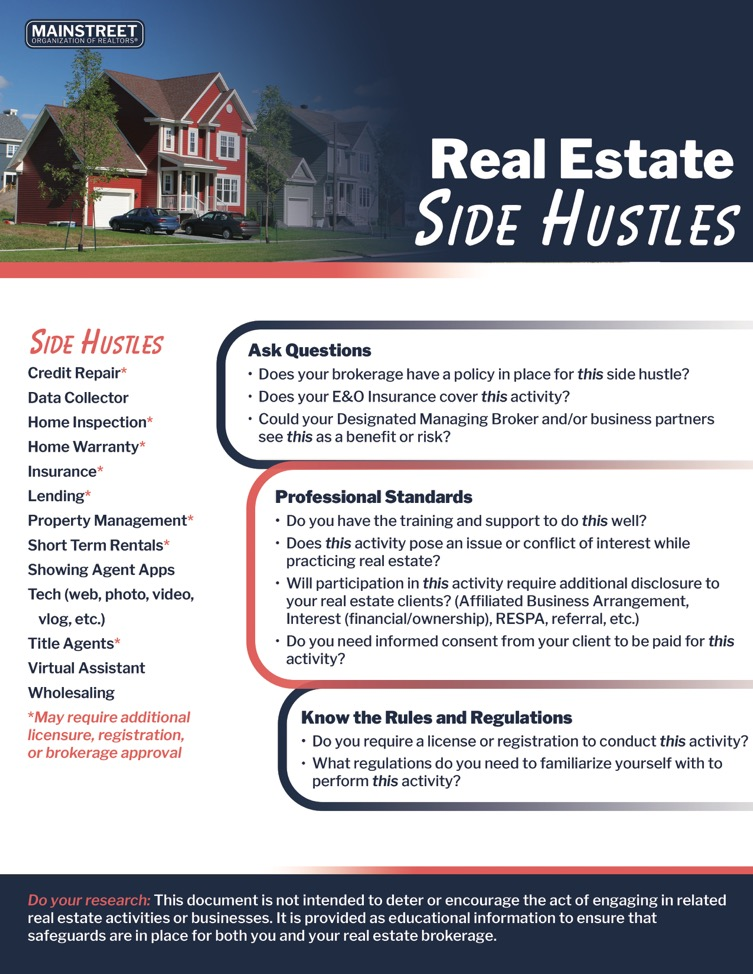 MAINSTREET
ORGANIZATION OF REALTORS®
Real Estate
SIDE HUSTLES
SIDE HUSTLES
Credit Repair*
Data Collector
Home Inspection*
Home Warranty*
Insurance*
Lending*
Property Management*
Short Term Rentals*
Showing Agent Apps
Tech (web, photo, video,
vlog, etc.)
Title Agents*
Virtual Assistant
Wholesaling
*May require additional
licensure, registration,
or brokerage approval
Ask Questions
• Does your brokerage have a policy in place for this side hustle?
• Does your E&O Insurance cover this activity?
• Could your Designated Managing Broker and/or business partners
see this as a benefit or risk?
Professional Standards
• Do you have the training and support to do this well?
• Does this activity pose an issue or conflict of interest while
practicing real estate?
• Will participation in this activity require additional disclosure to
your real estate clients? (Affiliated Business Arrangement,
Interest (financial/ownership), RESPA, referral, etc.)
• Do you need informed consent from your client to be paid for this
activity?
Know the Rules and Regulations
• Do you require a license or registration to conduct this activity?
• What regulations do you need to familiarize yourself with to
perform this activity?
Do your research: This document is not intended to deter or encourage the act of engaging in related
real estate activities or businesses. It is provided as educational information to ensure that
safeguards are in place for both you and your real estate brokerage.